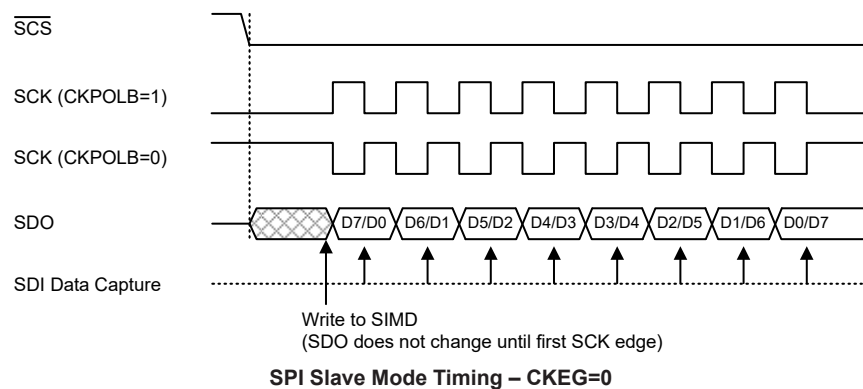 SCS
SCK (CKPOLB=1)
SCK (CKPOLB=0)
SDO
D7/D0 D6/D1 D5/D2 D4/D3 D3/D4 D2/D5 D1/D6 D0/D7
SDI Data Capture
Write to SIMD
(SDO does not change until first SCK edge)
SPI Slave Mode Timing – CKEG=0